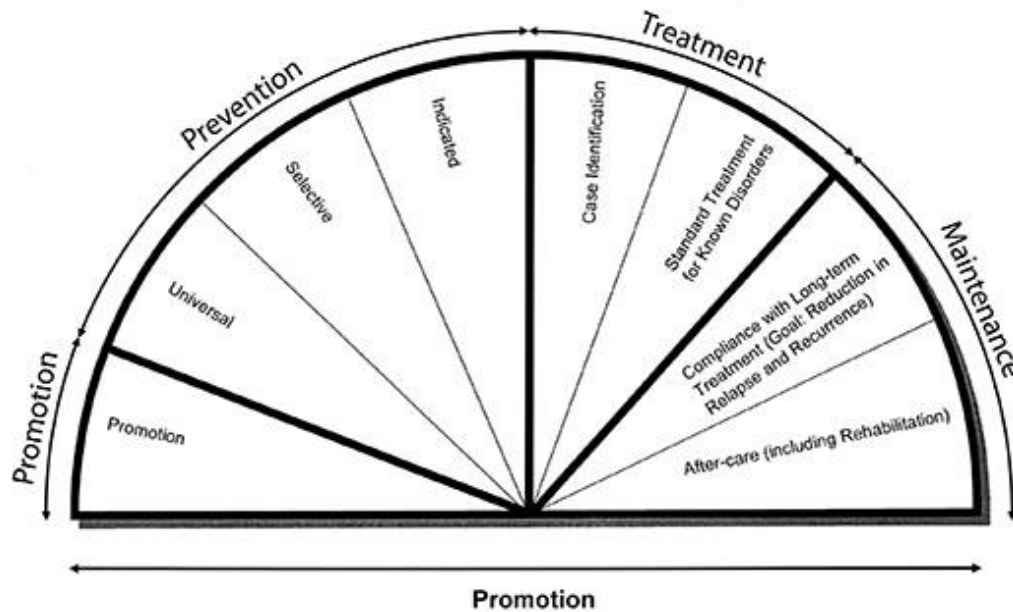 Promotion
Prevention
Treatment
Maintenance
Promotion
Universal
Selective
Indicated
Case Identification
Standard Treatment
for Known Disorders
Compliance with Long-term
Treatment (Goal: Reduction in
Relapse and Recurrence)
After-care (including Rehabilitation)
Promotion